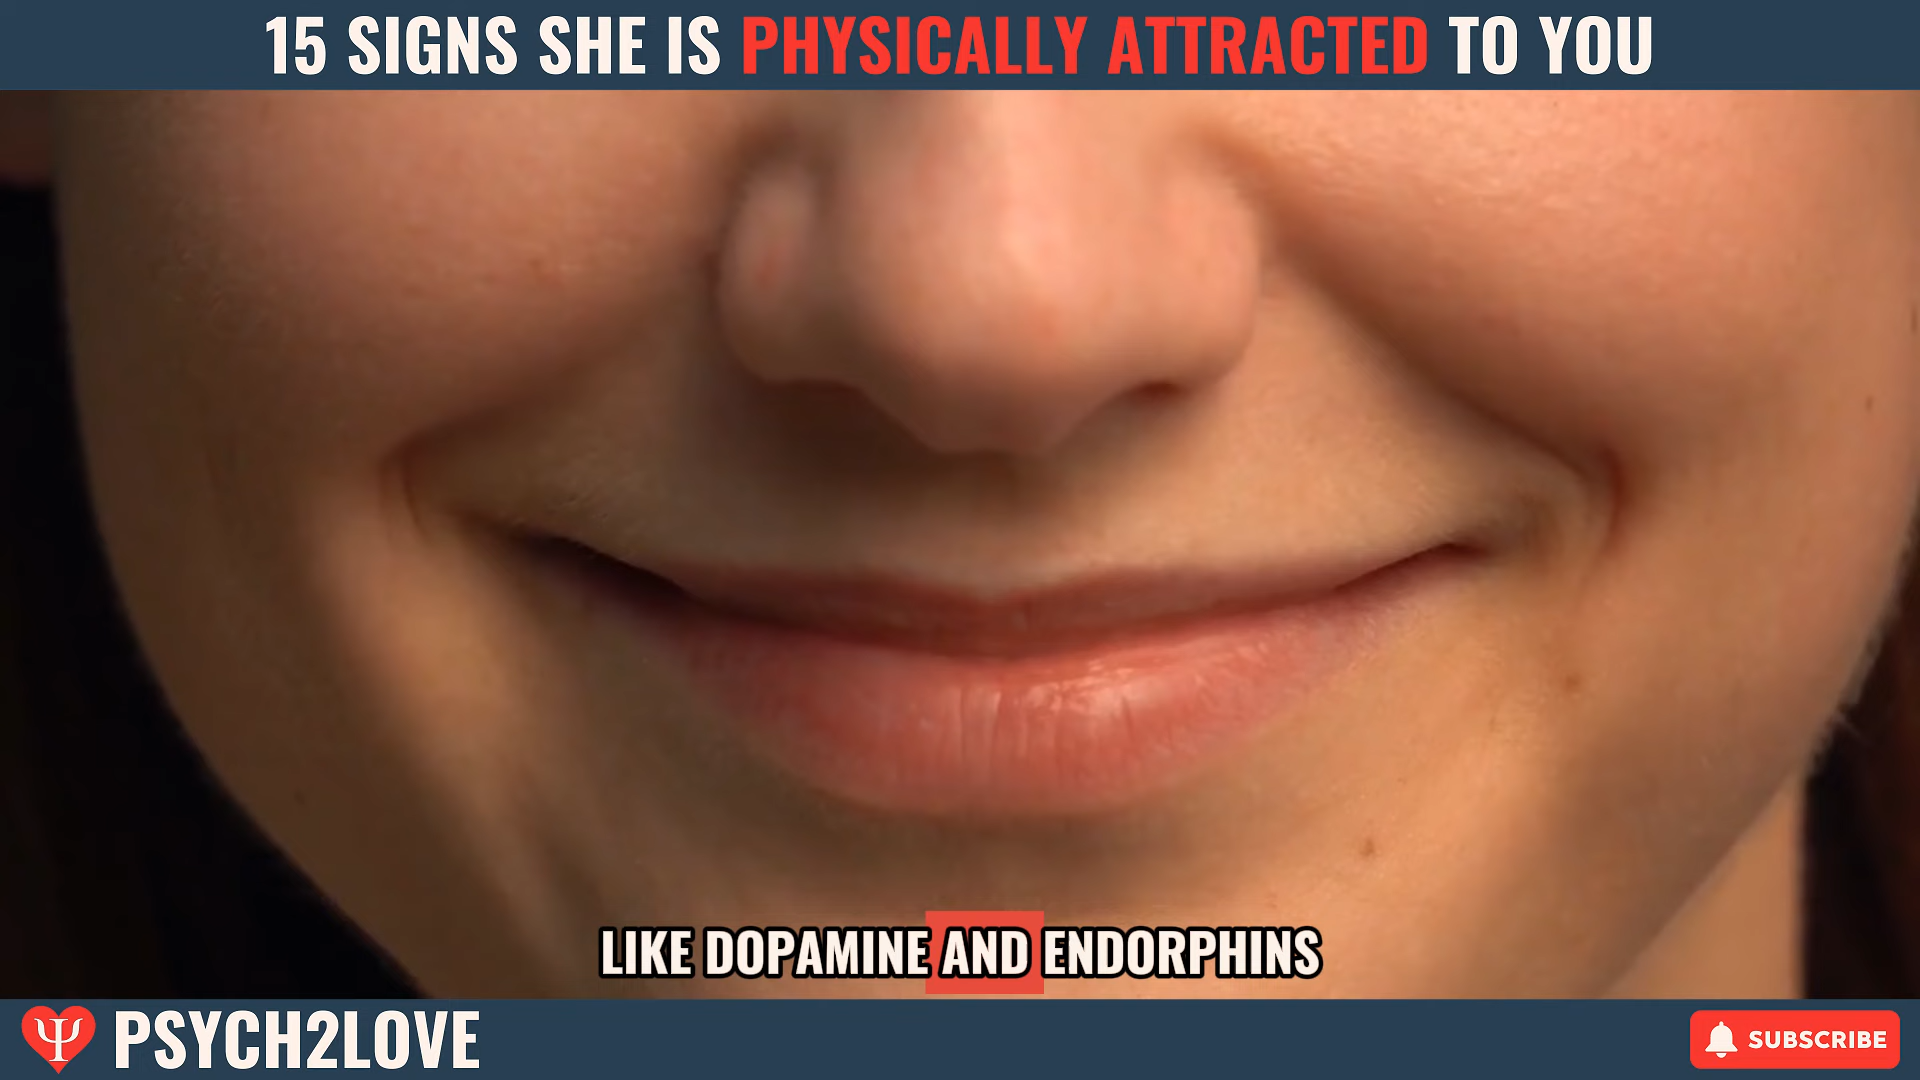 15 SIGNS SHE IS PHYSICALLY ATTRACTED TO YOU
LIKE DOPAMINE AND ENDORPHINS
PSYCH2LOVE
SUBSCRIBE